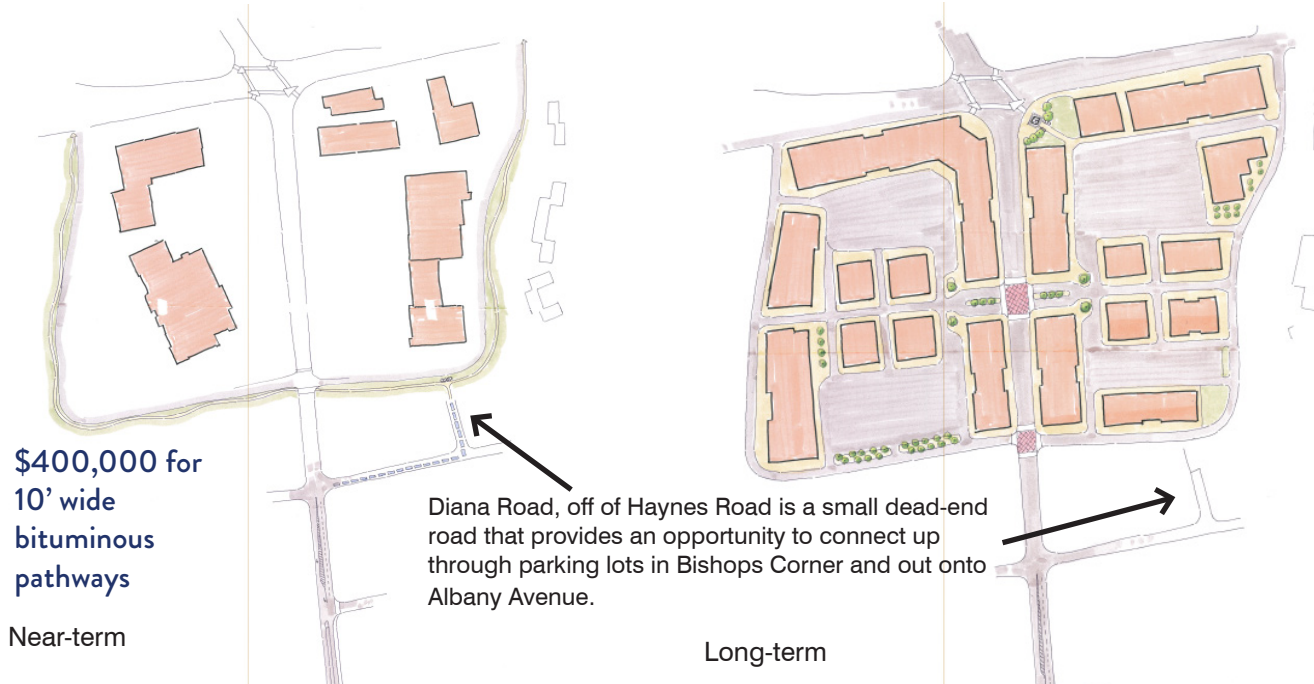 $400,000 for
10’ wide
bituminous
pathways
Near-term
Diana Road, off of Haynes Road is a small dead-end
road that provides an opportunity to connect up
through parking lots in Bishops Corner and out onto
Albany Avenue.
Long-term